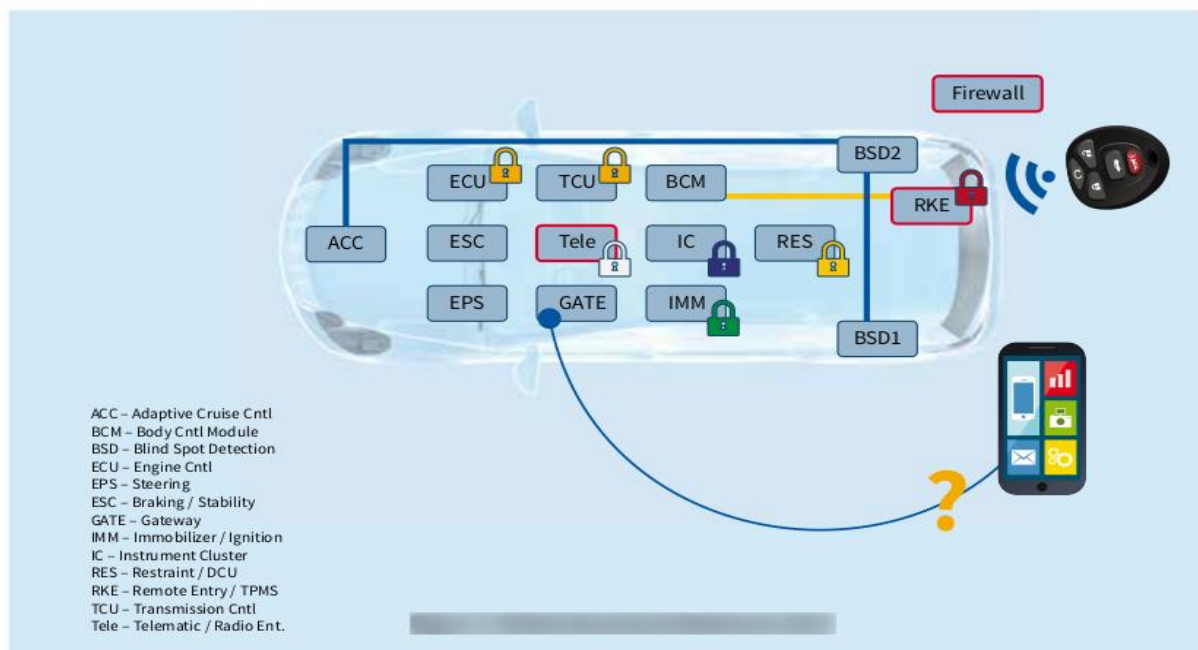 Firewall
BSD2
ECU
TCU
BCM
RKE
ACC
ESC
Tele
IC
RES
EPS
GATE
IMM
BSD1
ACC – Adaptive Cruise Cntl
BCM – Body Cntl Module
BSD – Blind Spot Detection
ECU – Engine Cntl
EPS – Steering
ESC – Braking / Stability
GATE – Gateway
IMM – Immobilizer / Ignition
IC – Instrument Cluster
RES – Restraint / DCU
RKE – Remote Entry / TPMS
TCU – Transmission Cntl
Tele – Telematic / Radio Ent.
?